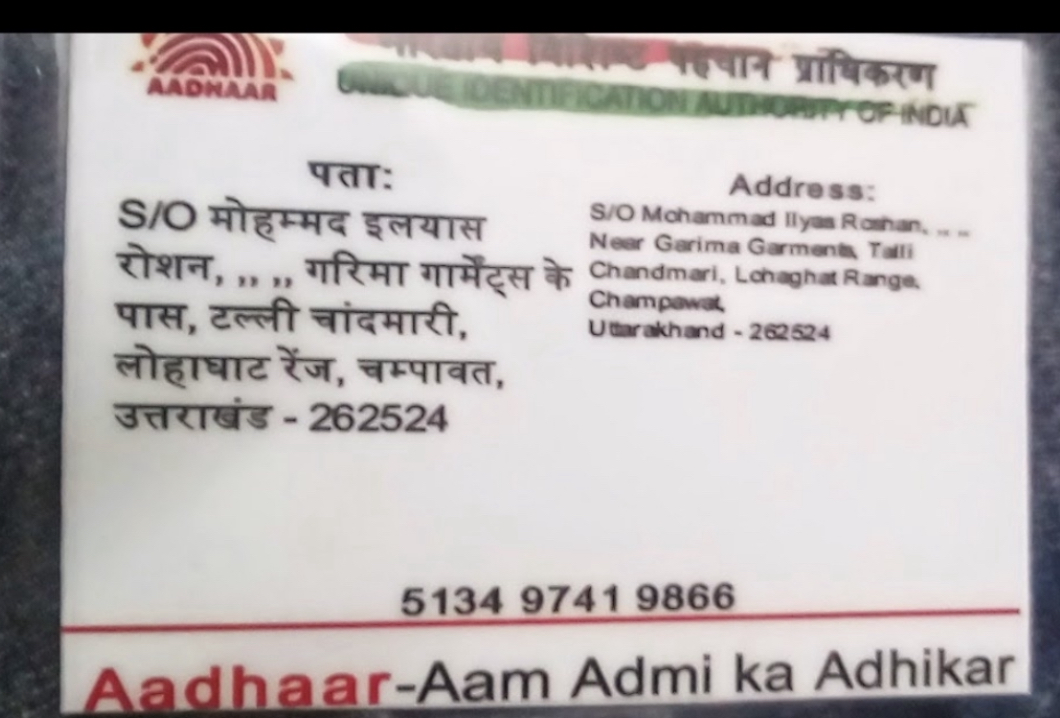 AADHAAR
पहचान प्राधिकरण
UNIQUE IDENTIFICATION AUTHORITY OF INDIA
पता:
S/O मोहम्मद इलयास
रोशन, ,, ,, गरिमा गार्मेंट्स के
पास, टल्ली चांदमारी,
लोहाघाट रेंज, चम्पावत,
उत्तराखंड - 262524
Address:
S/O Mohammad Ilyas Roshan, ,, ,,
Near Garima Garments, Talli
Chandmari, Lohaghat Range,
Champawat,
Uttarakhand - 262524
5134 9741 9866
Aadhaar-Aam Admi ka Adhikar